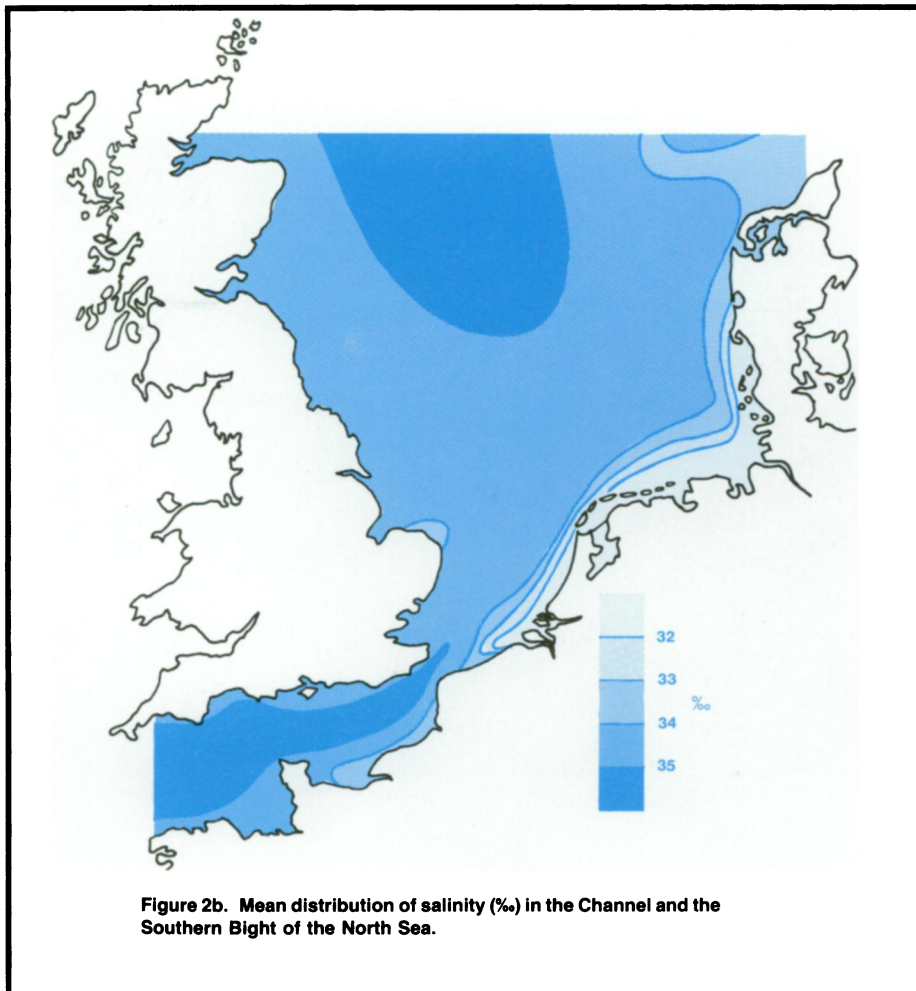 32
33
‰
34
35
Figure 2b. Mean distribution of salinity (‰) in the Channel and the
Southern Bight of the North Sea.